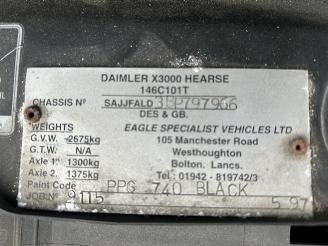 DAIMLER X3000 HEARSE
146C101T
CHASSIS Nº SAJJFALD3BP797966
DES & GB.
WEIGHTS EAGLE SPECIALIST VEHICLES LTD
G.V.W. 2675kg 105 Manchester Road
G.T.W. N/A Westhoughton
Axle 1. 1300kg Bolton. Lancs.
Axle 2. 1375kg Tel:. 01942 - 819742/3
Paint Code PPG 740 BLACK
JOB Nº 9115 5.97